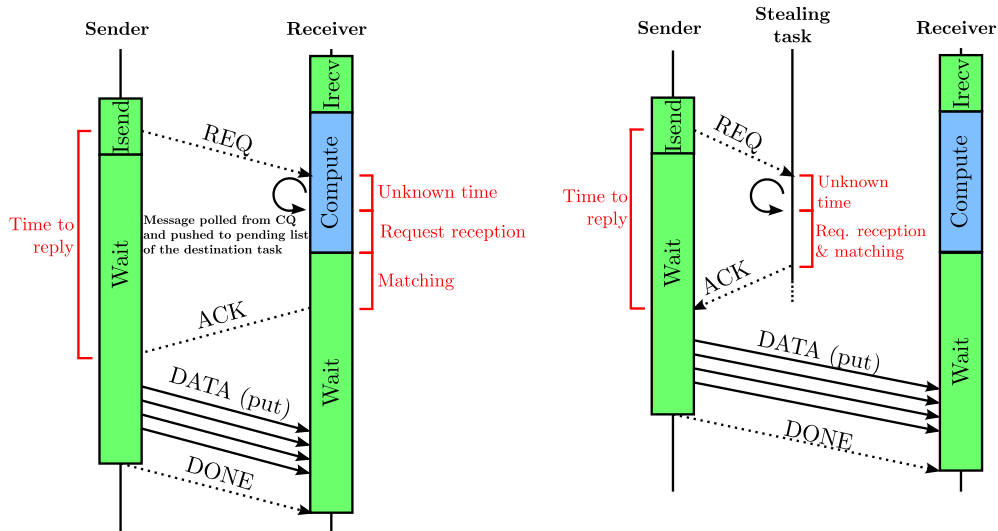 Sender
Receiver
Isend
Irecv
REQ
Compute
Unknown time
Time to
reply
Message polled from CQ
and pushed to pending list
of the destination task
Request reception
Wait
Matching
ACK
Wait
DATA (put)
DONE
Sender
Stealing
task
Receiver
Isend
Irecv
REQ
Compute
Unknown
time
Time to
reply
Req. reception
& matching
Wait
ACK
DATA (put)
Wait
DONE